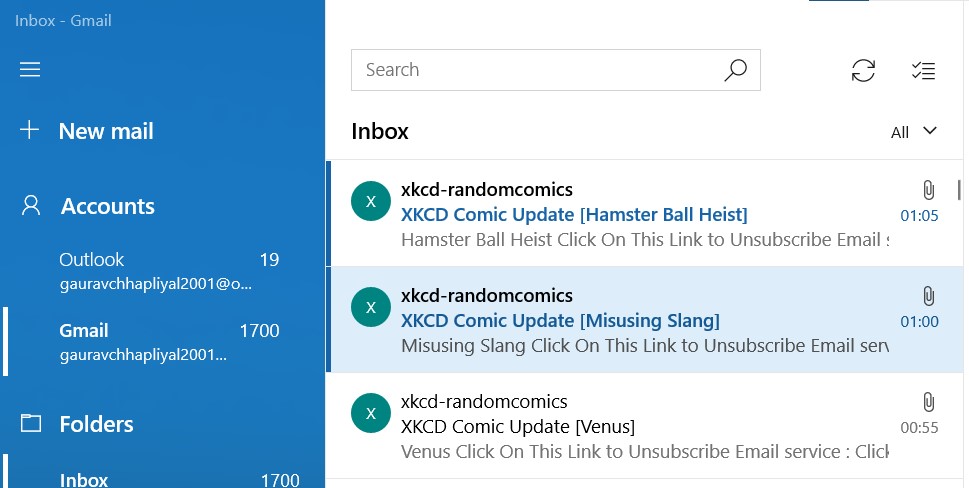 Inbox - Gmail
New mail
Accounts
Outlook 19
gauravchhapliyal2001@o...
Gmail 1700
gauravchhapliyal2001...
Folders
Inbox 1700
Search
Inbox
All
X
xkcd-randomcomics
XKCD Comic Update [Hamster Ball Heist] 01:05
Hamster Ball Heist Click On This Link to Unsubscribe Email s
X
xkcd-randomcomics
XKCD Comic Update [Misusing Slang] 01:00
Misusing Slang Click On This Link to Unsubscribe Email serv
X
xkcd-randomcomics
XKCD Comic Update [Venus] 00:55
Venus Click On This Link to Unsubscribe Email service : Click